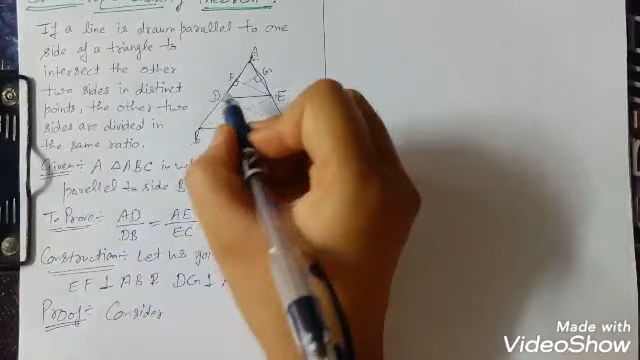 If a line is drawn parallel to one
side of a triangle to
intersect the other
two sides in distinct
points, the other two
sides are divided in
the same ratio.
A
F
G
D
E
B
Given:- A △ABC in
parellel to side B
To Prove:- AD/DB = AE/EC
Construction:- Let us
EF ⊥ AB & DG ⊥
Proof:- Consider
Made with
VideoShow